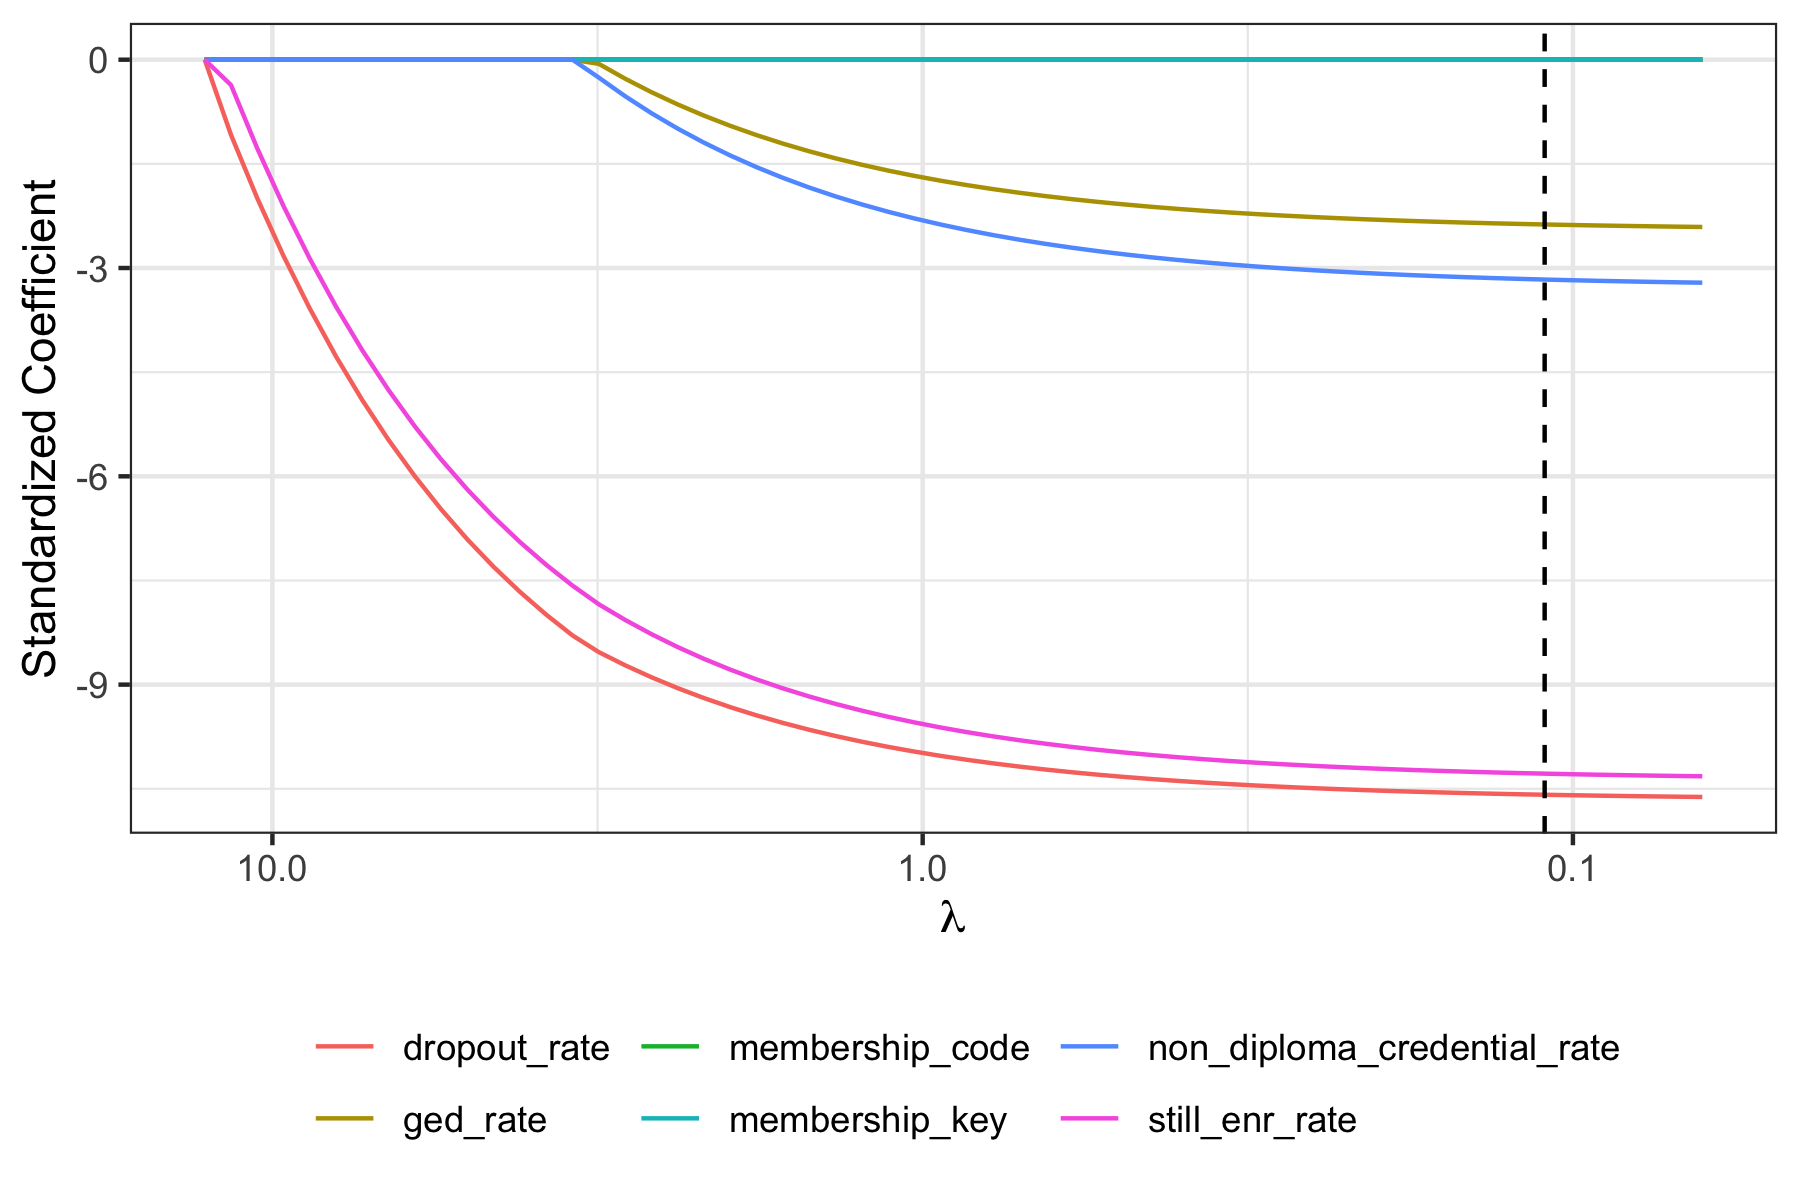 Standardized Coefficient
0
-3
-6
-9
10.0 1.0 0.1
λ
dropout_rate membership_code non_diploma_credential_rate
ged_rate membership_key still_enr_rate